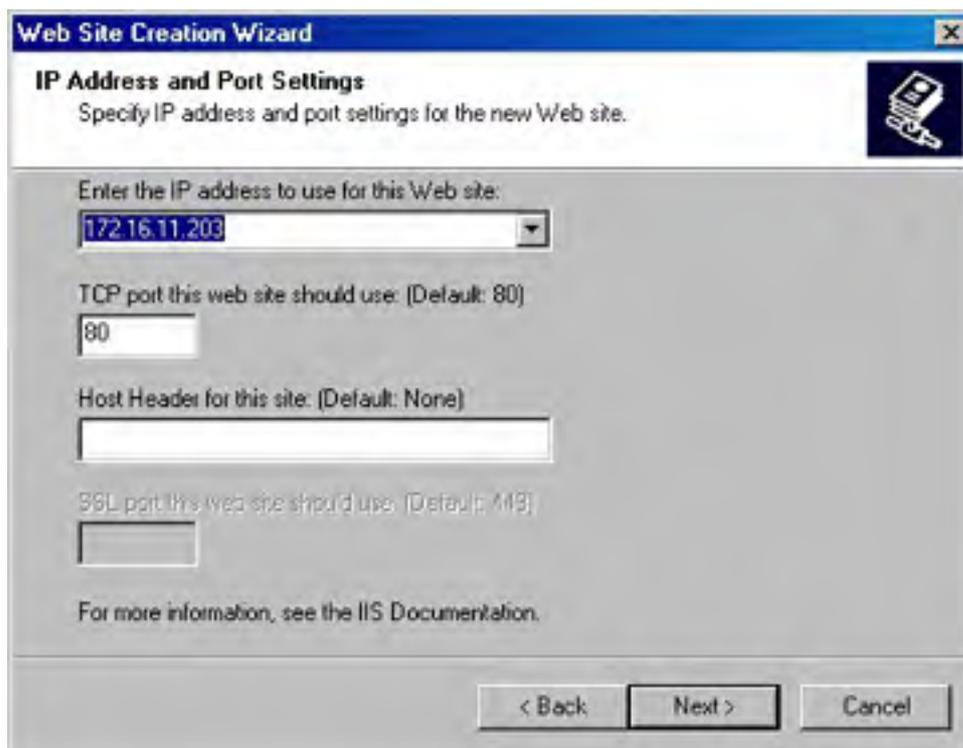 Web Site Creation Wizard
IP Address and Port Settings
Specify IP address and port settings for the new Web site.
Enter the IP address to use for this Web site:
172.16.11.203
TCP port this web site should use: (Default: 80)
80
Host Header for this site: (Default: None)
SSL port this web site should use: (Default: 443)
For more information, see the IIS Documentation.
< Back
Next >
Cancel